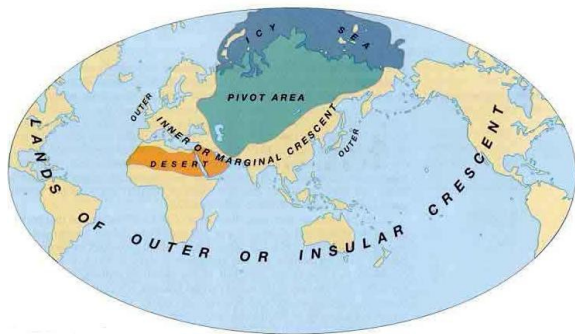 ICY SEA
PIVOT AREA
OUTER
INNER OR MARGINAL CRESCENT
OUTER
DESERT
LANDS OF OUTER OR INSULAR CRESCENT